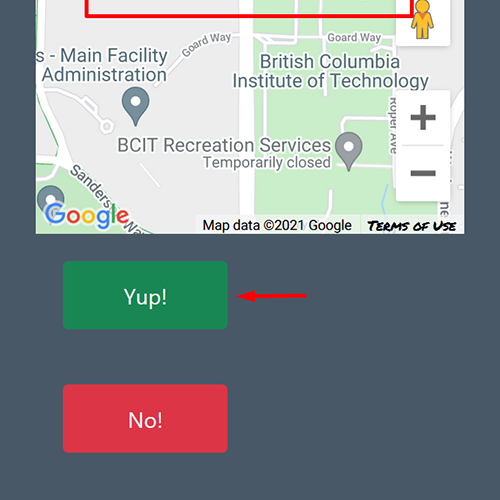 Goard Way
Goard Way
s - Main Facility
Administration
British Columbia
Institute of Technology
Roper Ave
BCIT Recreation Services
Temporarily closed
+
−
Sanders
Wa
Google
Map data ©2021 Google
Terms of Use
Yup!
No!